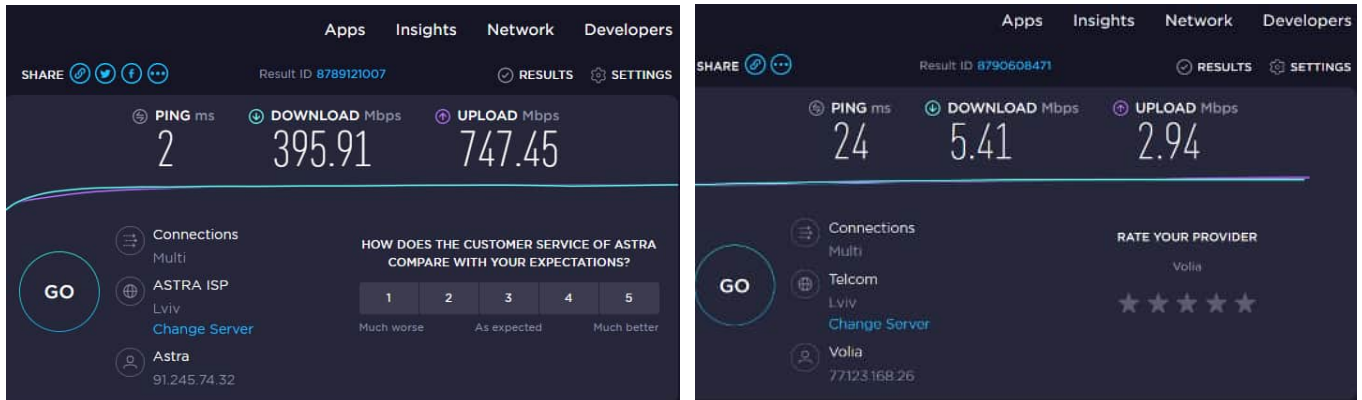 Apps Insights Network Developers
SHARE Result ID 8789121007 RESULTS SETTINGS
PING ms DOWNLOAD Mbps UPLOAD Mbps
2 395.91 747.45
Connections
Multi
ASTRA ISP
Lviv
Change Server
Astra
91.245.74.32
GO
HOW DOES THE CUSTOMER SERVICE OF ASTRA
COMPARE WITH YOUR EXPECTATIONS?
1 2 3 4 5
Much worse As expected Much better
Apps Insights Network Developers
SHARE Result ID 8790608471 RESULTS SETTINGS
PING ms DOWNLOAD Mbps UPLOAD Mbps
24 5.41 2.94
Connections
Multi
Telcom
Lviv
Change Server
Volia
77.123.168.26
GO
RATE YOUR PROVIDER
Volia